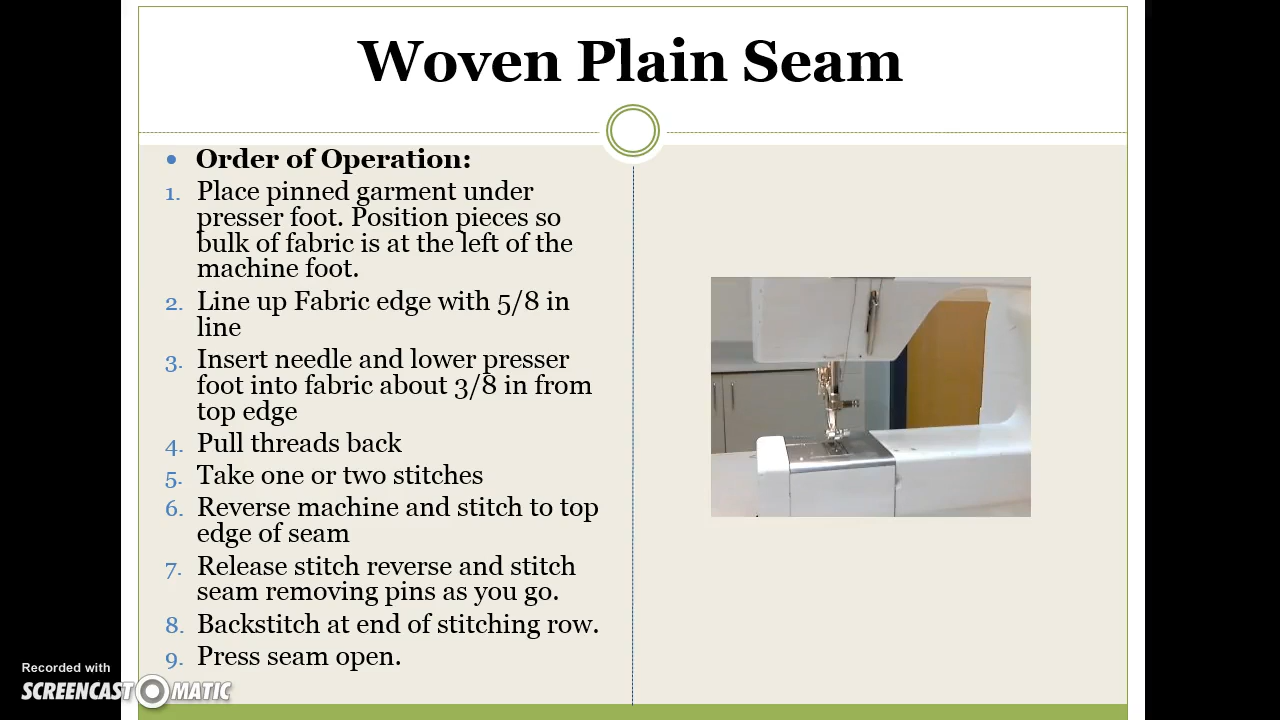 Woven Plain Seam
• Order of Operation:
1. Place pinned garment under
presser foot. Position pieces so
bulk of fabric is at the left of the
machine foot.
2. Line up Fabric edge with 5/8 in
line
3. Insert needle and lower presser
foot into fabric about 3/8 in from
top edge
4. Pull threads back
5. Take one or two stitches
6. Reverse machine and stitch to top
edge of seam
7. Release stitch reverse and stitch
seam removing pins as you go.
8. Backstitch at end of stitching row.
9. Press seam open.
Recorded with
SCREENCAST-O-MATIC